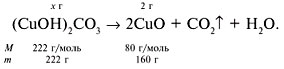 x г 2 г
(CuOH)₂CO₃ → 2CuO + CO₂↑ + H₂O.
M 222 г/моль 80 г/моль
m 222 г 160 г